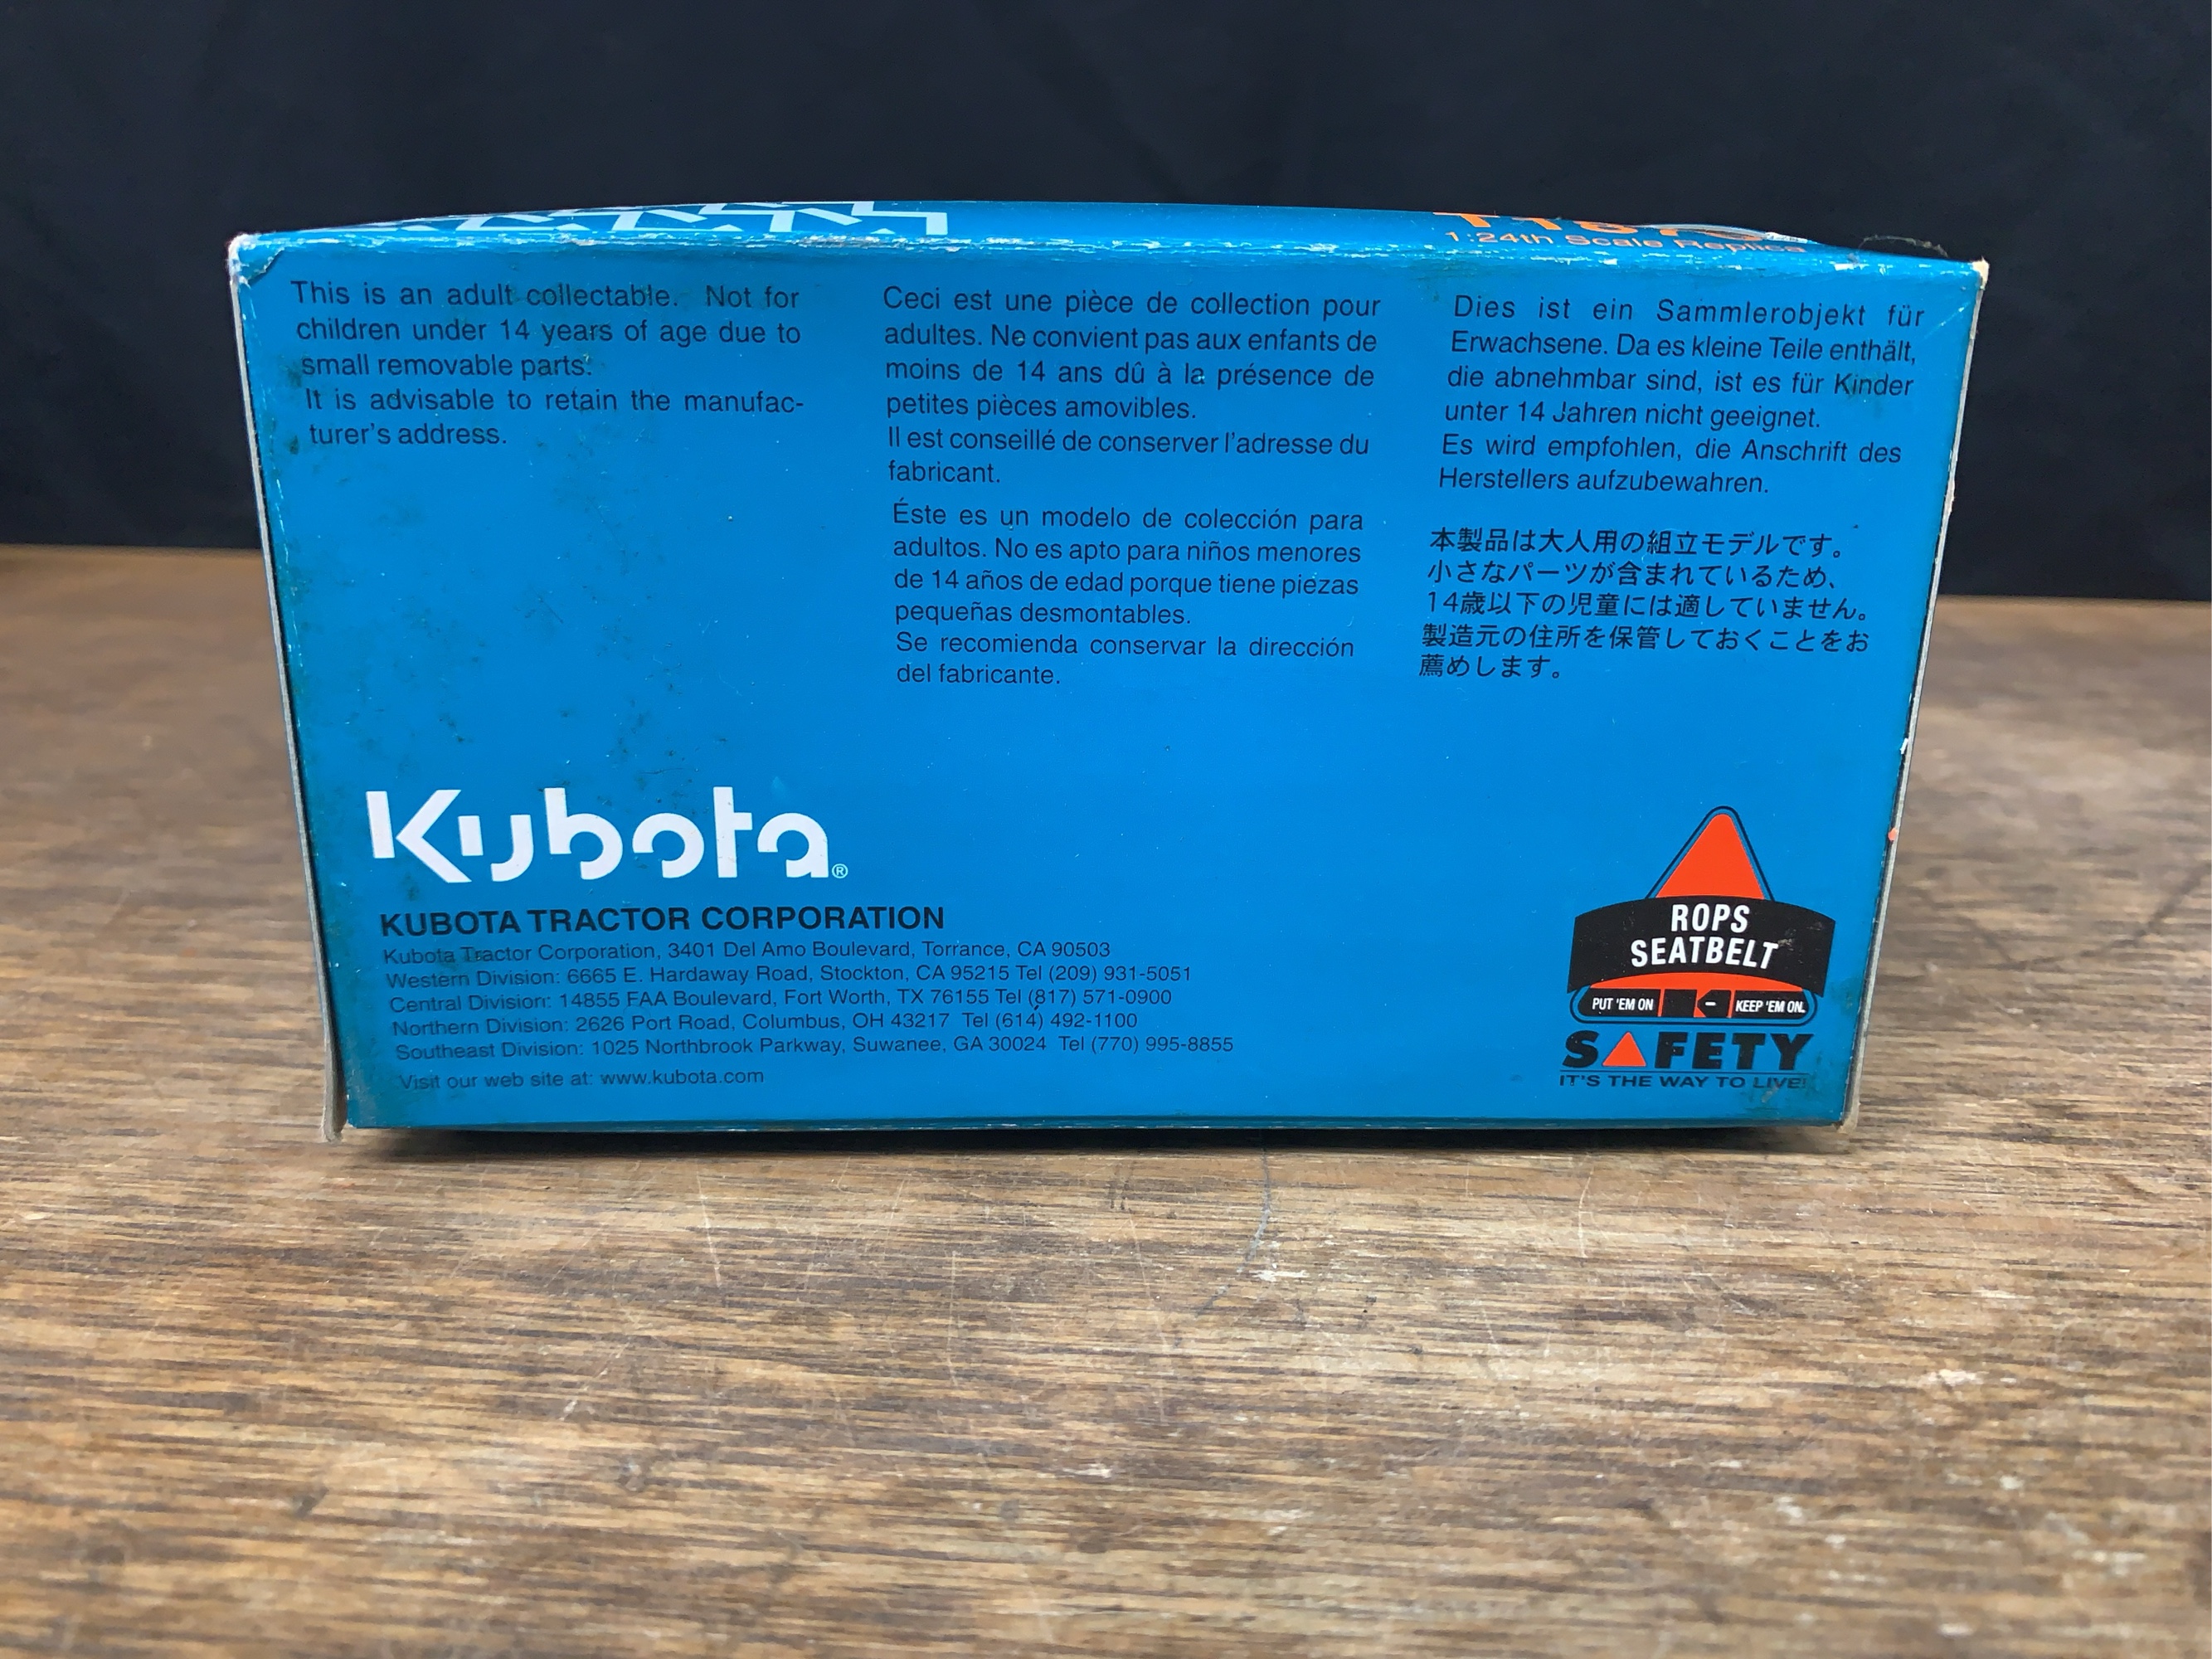 1:24th Scale Replica
This is an adult collectable. Not for
children under 14 years of age due to
small removable parts.
It is advisable to retain the manufac-
turer's address.
Ceci est une pièce de collection pour
adultes. Ne convient pas aux enfants de
moins de 14 ans dû à la présence de
petites pièces amovibles.
Il est conseillé de conserver l'adresse du
fabricant.
Éste es un modelo de colección para
adultos. No es apto para niños menores
de 14 años de edad porque tiene piezas
pequeñas desmontables.
Se recomienda conservar la dirección
del fabricante.
Dies ist ein Sammlerobjekt für
Erwachsene. Da es kleine Teile enthält,
die abnehmbar sind, ist es für Kinder
unter 14 Jahren nicht geeignet.
Es wird empfohlen, die Anschrift des
Herstellers aufzubewahren.
本製品は大人用の組立モデルです。
小さなパーツが含まれているため、
14歳以下の児童には適していません。
製造元の住所を保管しておくことをお
薦めします。
Kubota®
KUBOTA TRACTOR CORPORATION
Kubota Tractor Corporation, 3401 Del Amo Boulevard, Torrance, CA 90503
Western Division: 6665 E. Hardaway Road, Stockton, CA 95215 Tel (209) 931-5051
Central Division: 14855 FAA Boulevard, Fort Worth, TX 76155 Tel (817) 571-0900
Northern Division: 2626 Port Road, Columbus, OH 43217 Tel (614) 492-1100
Southeast Division: 1025 Northbrook Parkway, Suwanee, GA 30024 Tel (770) 995-8855
Visit our web site at: www.kubota.com
ROPS
SEATBELT
PUT 'EM ON KEEP 'EM ON.
SAFETY
IT'S THE WAY TO LIVE!